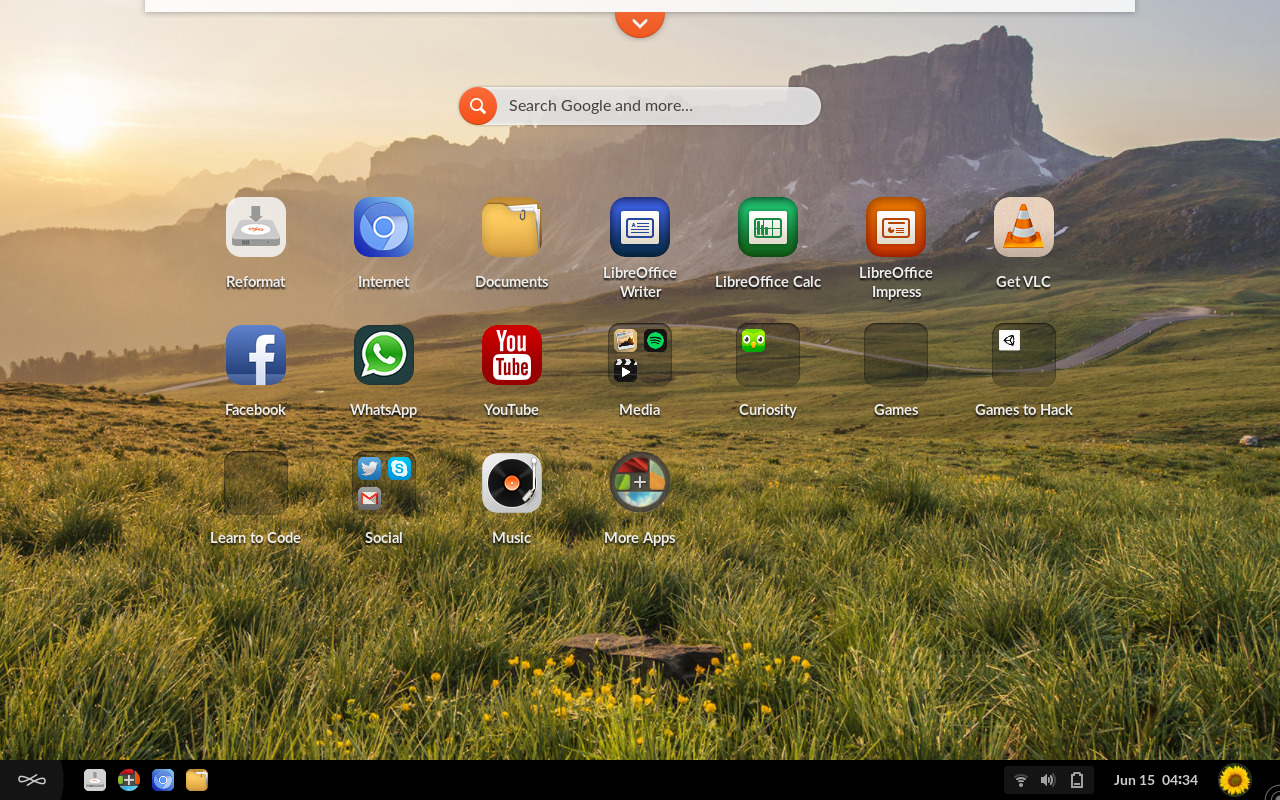 Search Google and more...
Reformat
Internet
Documents
LibreOffice
Writer
LibreOffice Calc
LibreOffice
Impress
Get VLC
Facebook
WhatsApp
You
Tube
YouTube
Media
Curiosity
Games
Games to Hack
Learn to Code
Social
Music
More Apps
Jun 15 04:34